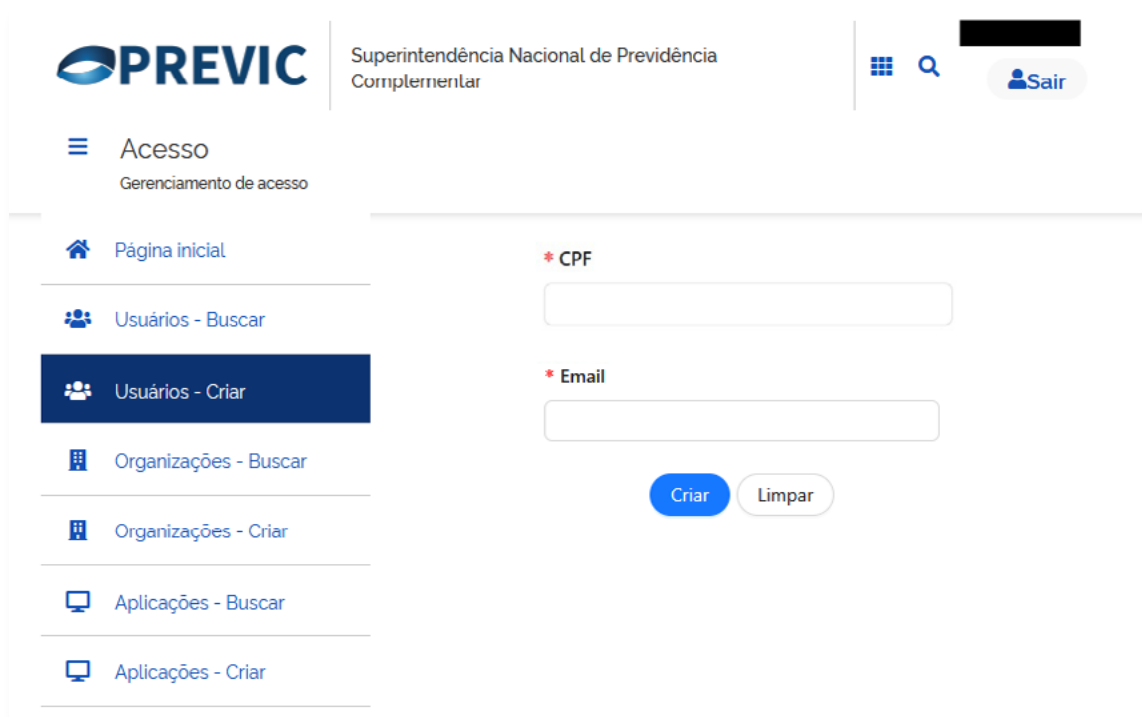 PREVIC
Superintendência Nacional de Previdência
Complementar
Sair
Acesso
Gerenciamento de acesso
Página inicial
Usuários - Buscar
Usuários - Criar
Organizações - Buscar
Organizações - Criar
Aplicações - Buscar
Aplicações - Criar
* CPF
* Email
Criar
Limpar